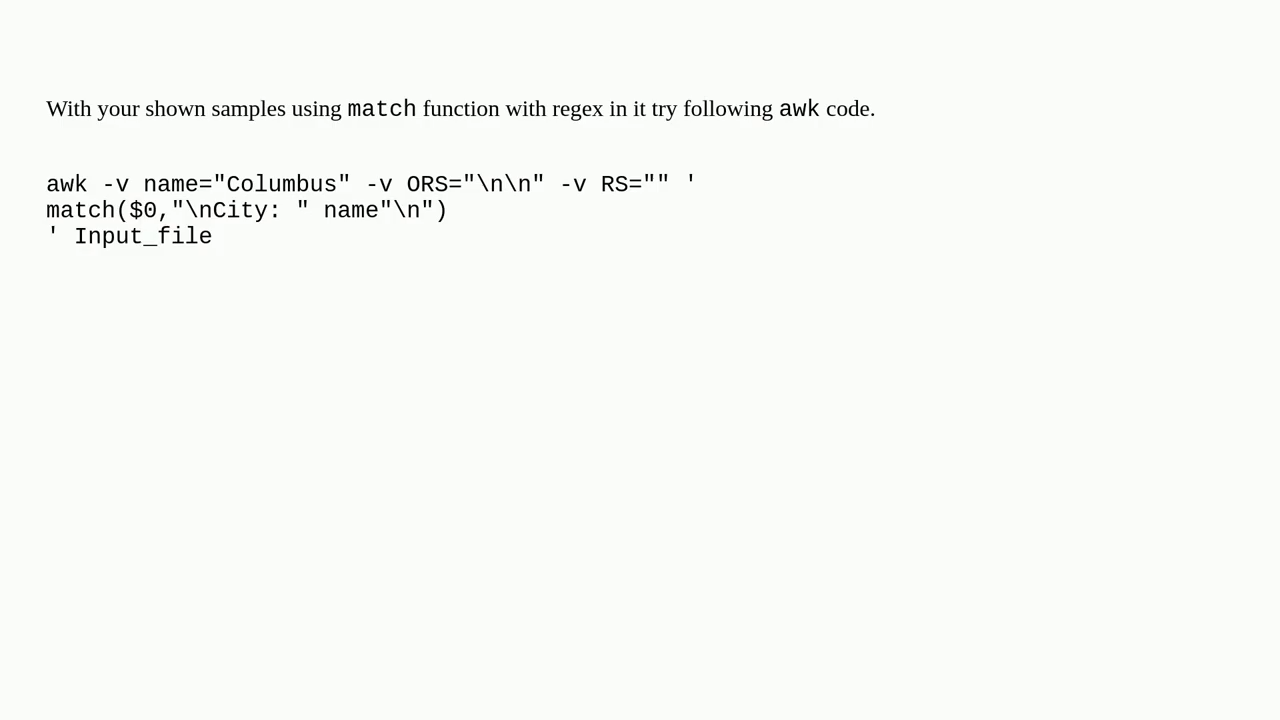 With your shown samples using match function with regex in it try following awk code.
awk -v name="Columbus" -v ORS="\n\n" -v RS="" '
match($0,"\nCity: " name"\n")
' Input_file